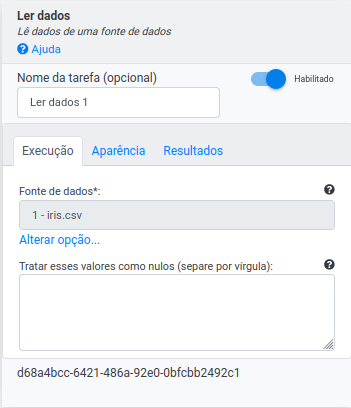 Ler dados
Lê dados de uma fonte de dados
Ajuda
Nome da tarefa (opcional)
Habilitado
Ler dados 1
Execução Aparência Resultados
Fonte de dados*:
1 - iris.csv
Alterar opção...
Tratar esses valores como nulos (separe por vírgula):
d68a4bcc-6421-486a-92e0-0bfcbb2492c1